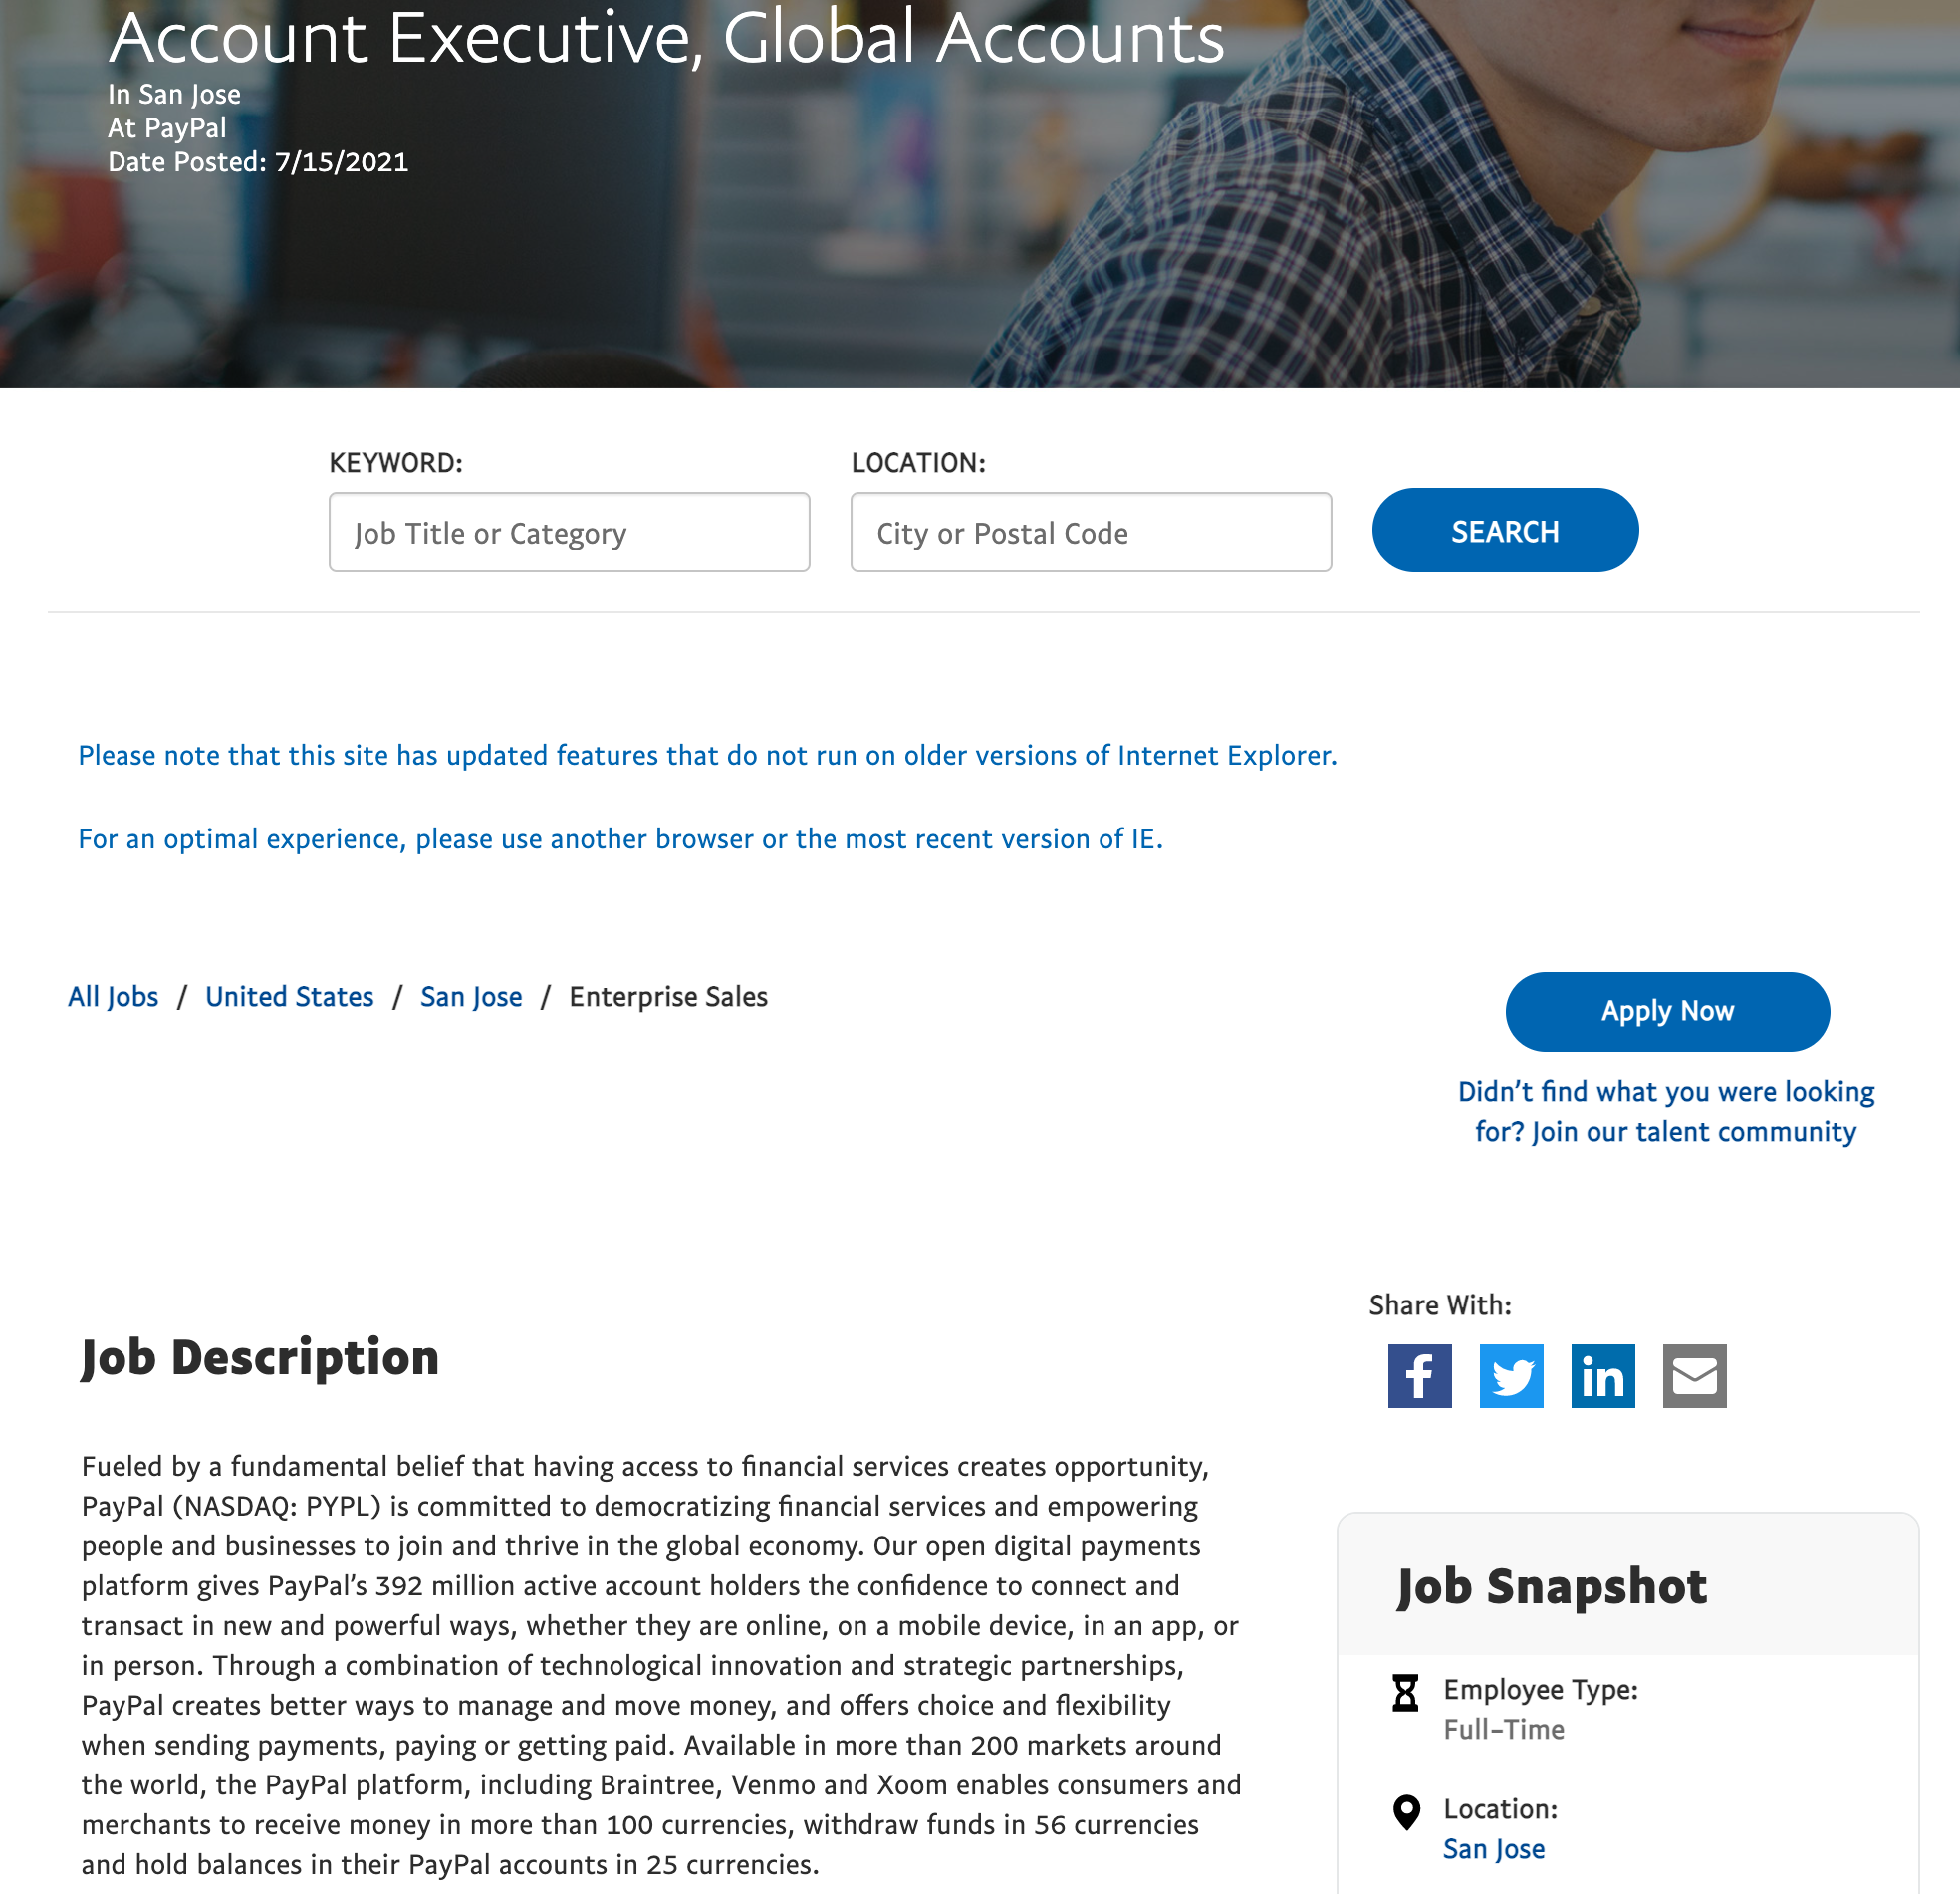 Account Executive, Global Accounts
In San Jose
At PayPal
Date Posted: 7/15/2021
KEYWORD:
Job Title or Category
LOCATION:
City or Postal Code
SEARCH
Please note that this site has updated features that do not run on older versions of Internet Explorer.
For an optimal experience, please use another browser or the most recent version of IE.
All Jobs / United States / San Jose / Enterprise Sales
Apply Now
Didn’t find what you were looking
for? Join our talent community
Share With:
Job Description
Fueled by a fundamental belief that having access to financial services creates opportunity,
PayPal (NASDAQ: PYPL) is committed to democratizing financial services and empowering
people and businesses to join and thrive in the global economy. Our open digital payments
platform gives PayPal’s 392 million active account holders the confidence to connect and
transact in new and powerful ways, whether they are online, on a mobile device, in an app, or
in person. Through a combination of technological innovation and strategic partnerships,
PayPal creates better ways to manage and move money, and offers choice and flexibility
when sending payments, paying or getting paid. Available in more than 200 markets around
the world, the PayPal platform, including Braintree, Venmo and Xoom enables consumers and
merchants to receive money in more than 100 currencies, withdraw funds in 56 currencies
and hold balances in their PayPal accounts in 25 currencies.
Job Snapshot
Employee Type:
Full-Time
Location:
San Jose